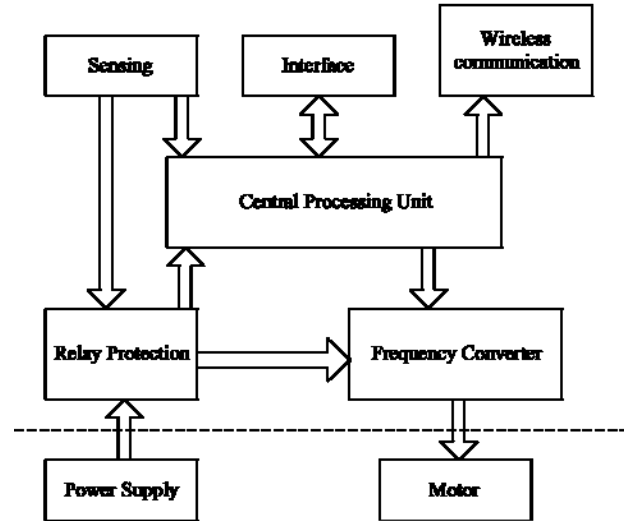 Sensing
Interface
Wireless
communication
Central Processing Unit
Relay Protection
Frequency Converter
Power Supply
Motor